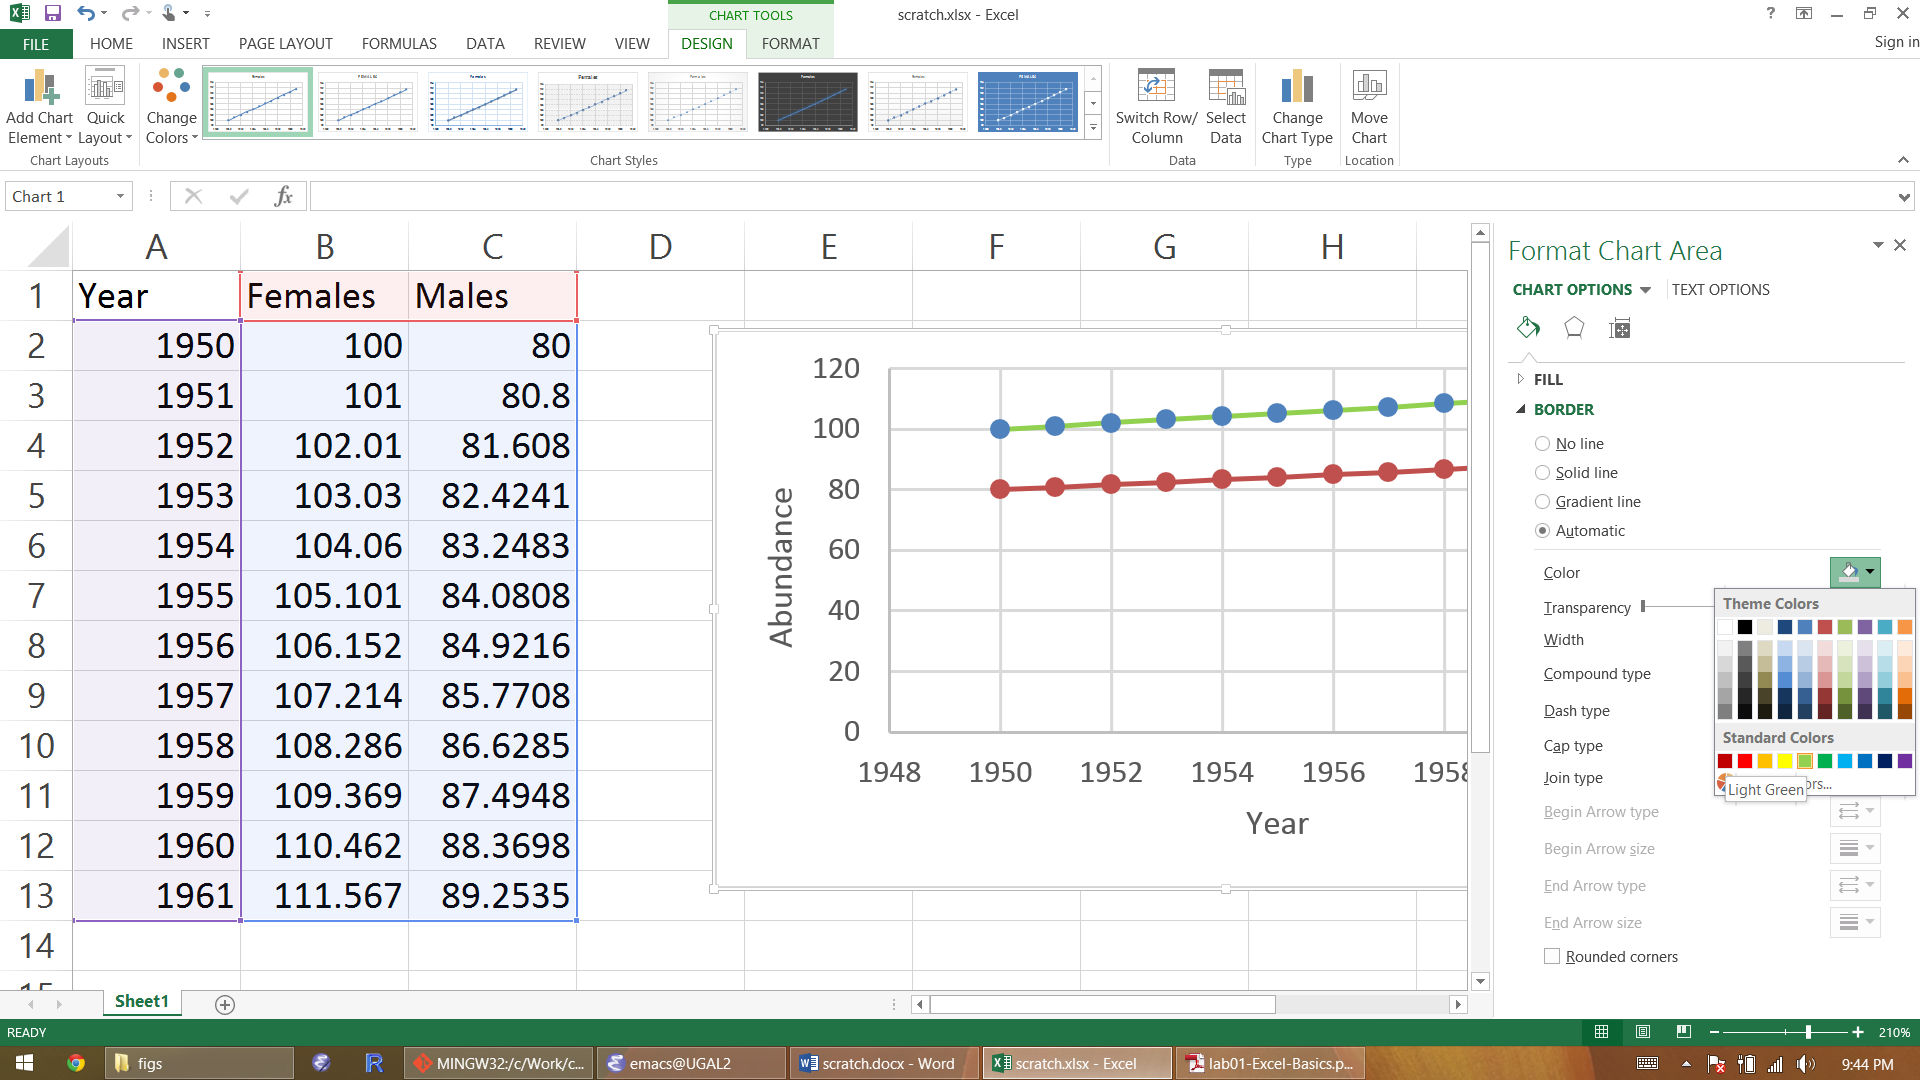 CHART TOOLS
scratch.xlsx - Excel
?
FILE HOME INSERT PAGE LAYOUT FORMULAS DATA REVIEW VIEW DESIGN FORMAT
Sign in
Add Chart Element
Quick Layout
Change Colors
Switch Row/ Column
Select Data
Change Chart Type
Move Chart
Chart Layouts
Chart Styles
Data
Type
Location
Chart 1
fx
A B C D E F G H
1 Year Females Males
2 1950 100 80
3 1951 101 80.8
4 1952 102.01 81.608
5 1953 103.03 82.4241
6 1954 104.06 83.2483
7 1955 105.101 84.0808
8 1956 106.152 84.9216
9 1957 107.214 85.7708
10 1958 108.286 86.6285
11 1959 109.369 87.4948
12 1960 110.462 88.3698
13 1961 111.567 89.2535
14
15
120
100
80
60
40
20
0
Abundance
1948 1950 1952 1954 1956 1958
Year
Format Chart Area
CHART OPTIONS TEXT OPTIONS
FILL
BORDER
No line
Solid line
Gradient line
Automatic
Color
Transparency
Width
Compound type
Dash type
Cap type
Join type
Begin Arrow type
Begin Arrow size
End Arrow type
End Arrow size
Rounded corners
Theme Colors
Standard Colors
ors...
Light Green
Sheet1
READY
210%
figs
R
MINGW32:/c/Work/c...
emacs@UGAL2
scratch.docx - Word
scratch.xlsx - Excel
lab01-Excel-Basics.p...
9:44 PM